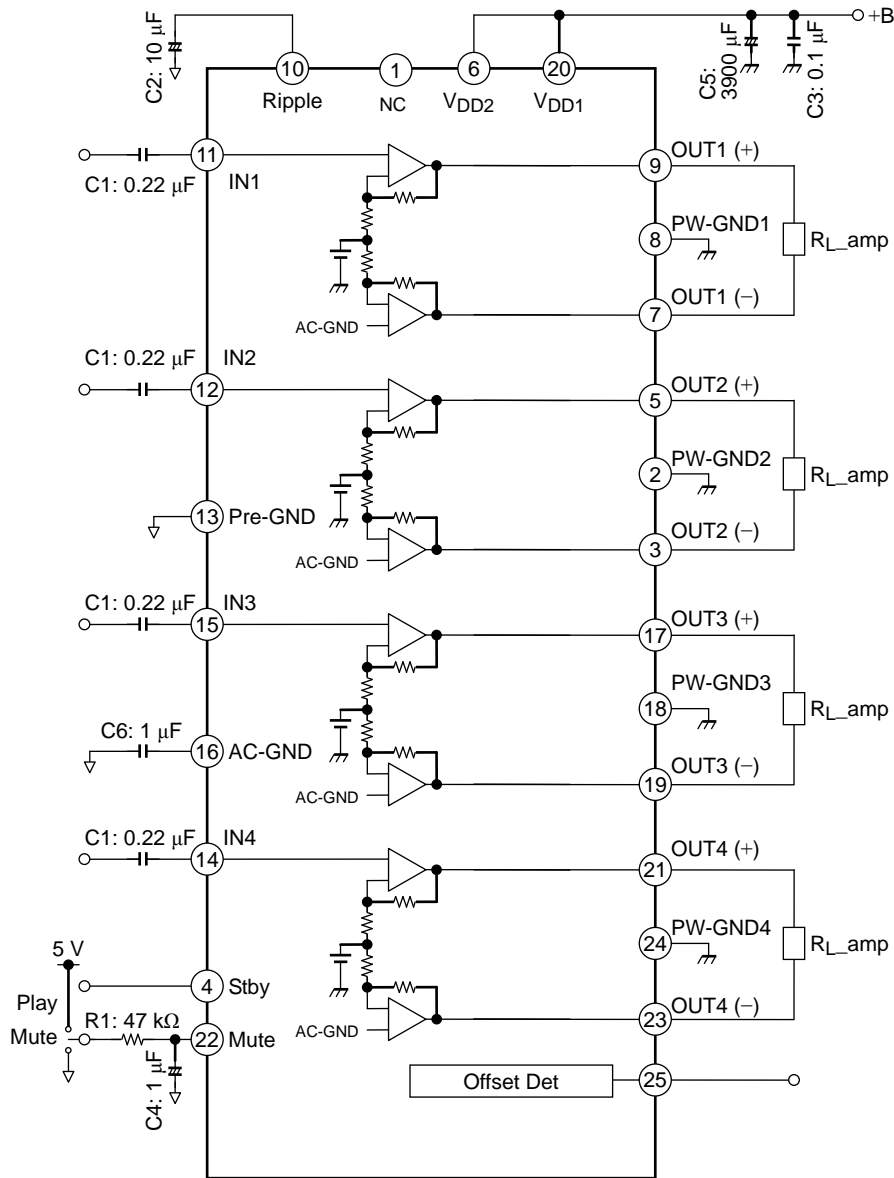 C2: 10 μF
10
Ripple
1
NC
6
VDD2
20
VDD1
C5: 3900 μF
C3: 0.1 μF
+B
11
C1: 0.22 μF
IN1
AC-GND
9
OUT1 (+)
8
PW-GND1
RL_amp
7
OUT1 (−)
C1: 0.22 μF
IN2
12
AC-GND
5
OUT2 (+)
2
PW-GND2
RL_amp
3
OUT2 (−)
13
Pre-GND
C1: 0.22 μF
IN3
15
AC-GND
17
OUT3 (+)
18
PW-GND3
RL_amp
19
OUT3 (−)
C6: 1 μF
16
AC-GND
C1: 0.22 μF
IN4
14
AC-GND
21
OUT4 (+)
24
PW-GND4
RL_amp
23
OUT4 (−)
5 V
Play
Mute
4
Stby
R1: 47 kΩ
22
Mute
C4: 1 μF
Offset Det
25